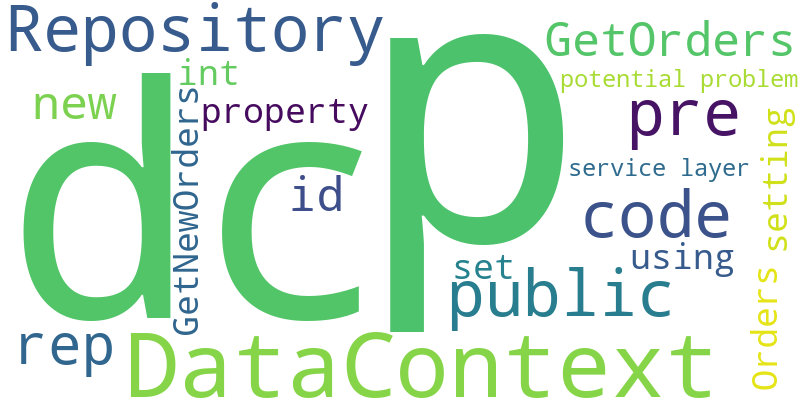 Repository
GetOrders
int
potential problem
new
property
pre
GetNewOrders
dc
p
service layer
id
code
Orders setting
using
set
public
rep
DataContext